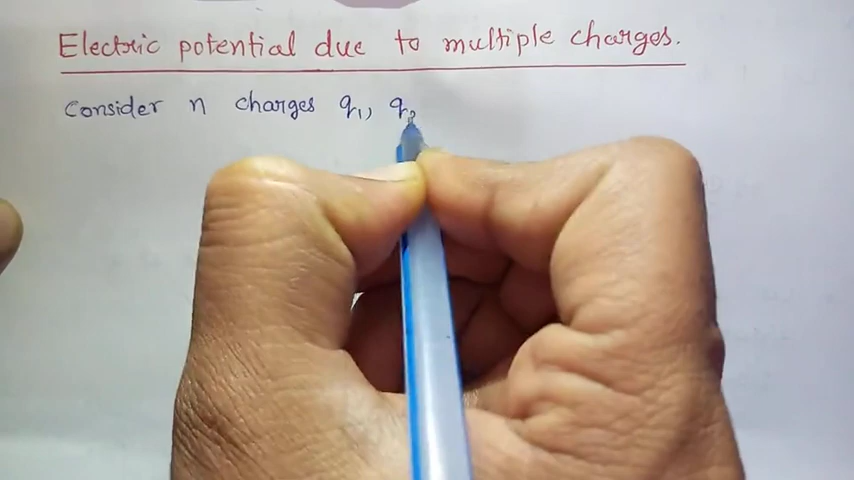 Electric potential due to multiple charges.
Consider n charges q₁, q₂